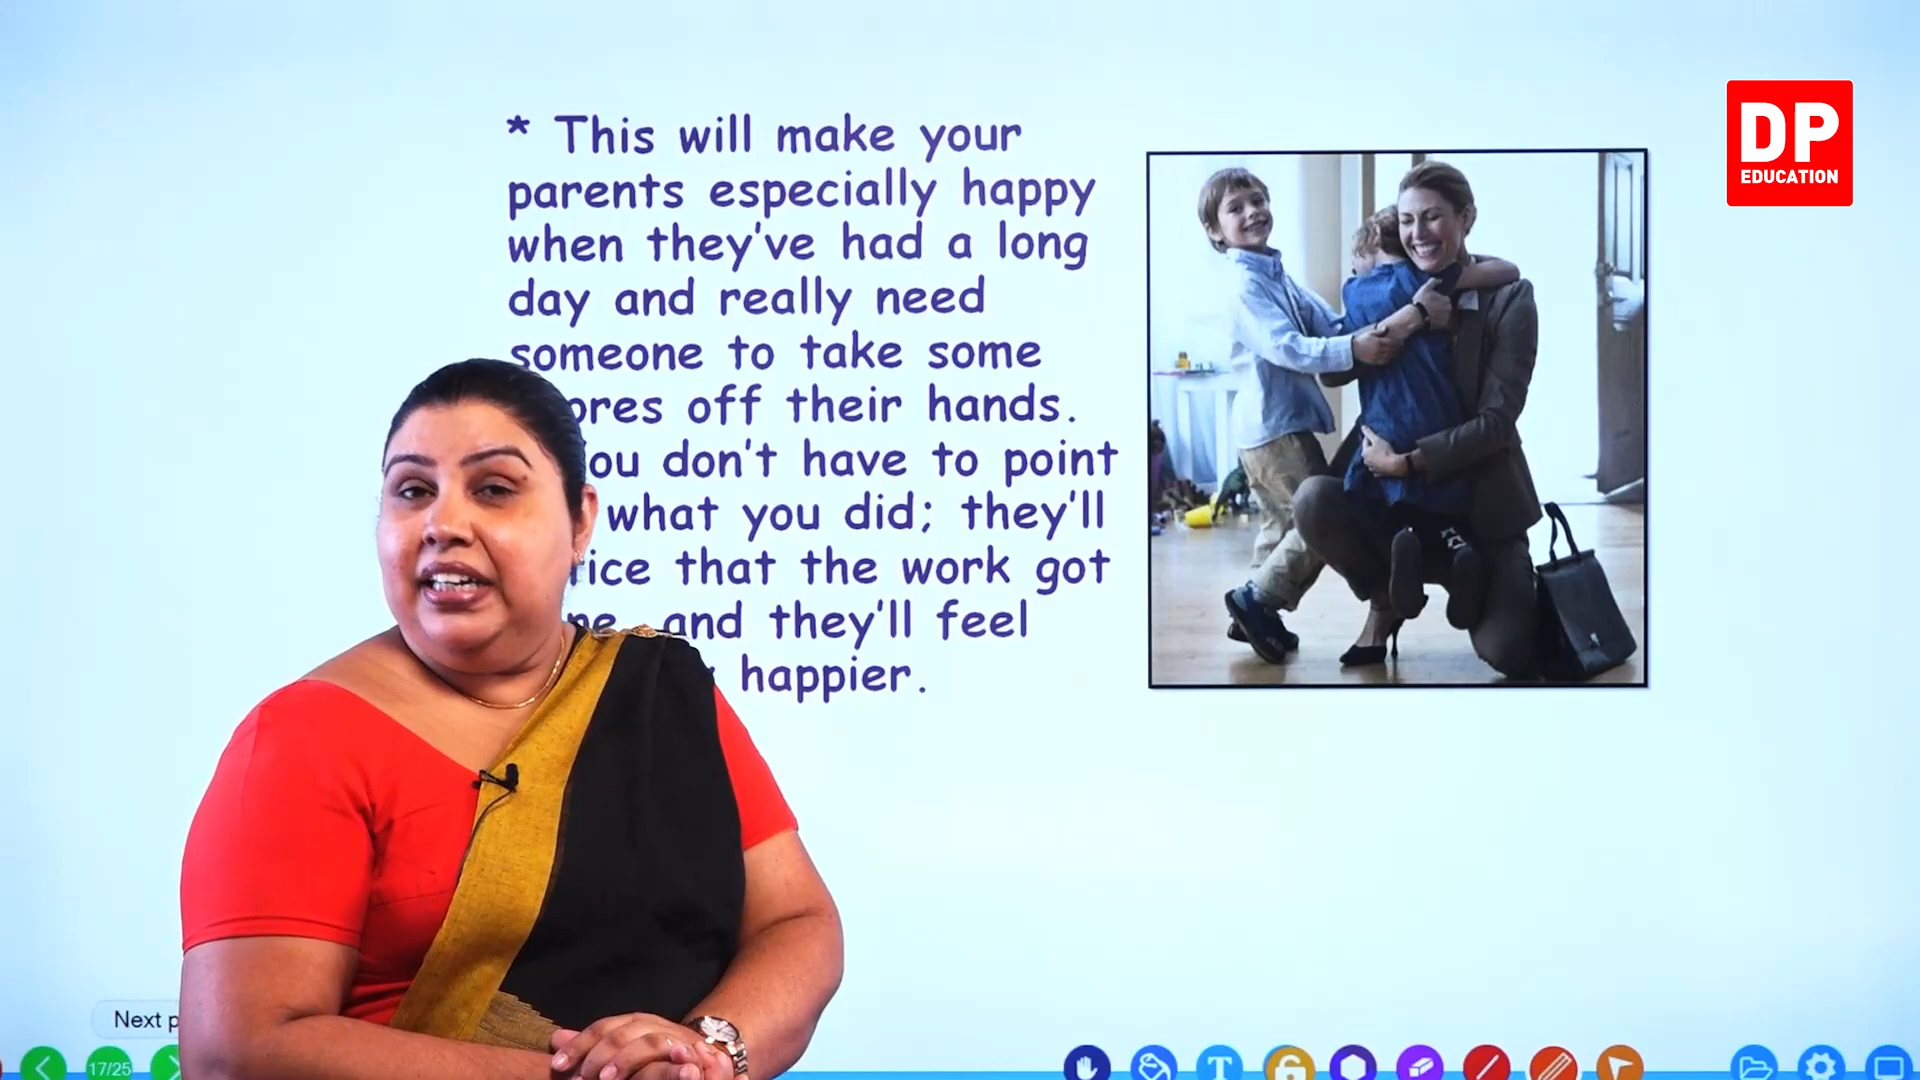 * This will make your
parents especially happy
when they've had a long
day and really need
someone to take some
ores off their hands.
ou don't have to point
what you did; they'll
ice that the work got
ne, and they'll feel
happier.
DP
EDUCATION
Next p
17/25
T